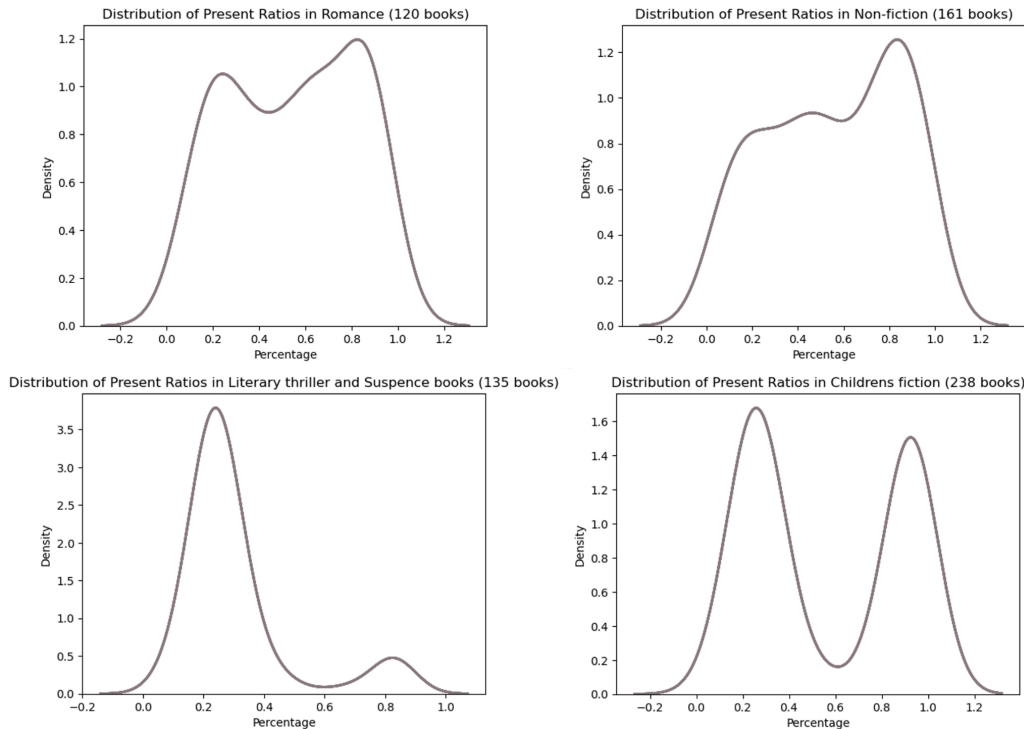 Distribution of Present Ratios in Romance (120 books)
1.2
1.0
0.8
0.6
0.4
0.2
0.0
Density
−0.2 0.0 0.2 0.4 0.6 0.8 1.0 1.2
Percentage
Distribution of Present Ratios in Non-fiction (161 books)
1.2
1.0
0.8
0.6
0.4
0.2
0.0
Density
−0.2 0.0 0.2 0.4 0.6 0.8 1.0 1.2
Percentage
Distribution of Present Ratios in Literary thriller and Suspence books (135 books)
3.5
3.0
2.5
2.0
1.5
1.0
0.5
0.0
Density
−0.2 0.0 0.2 0.4 0.6 0.8 1.0
Percentage
Distribution of Present Ratios in Childrens fiction (238 books)
1.6
1.4
1.2
1.0
0.8
0.6
0.4
0.2
0.0
Density
−0.2 0.0 0.2 0.4 0.6 0.8 1.0 1.2
Percentage